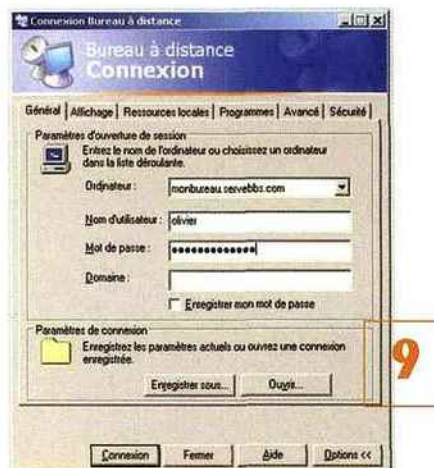 Connexion Bureau à distance
Bureau à distance
Connexion
Général Affichage Ressources locales Programmes Avancé Sécurité
Paramètres d'ouverture de session
Entrez le nom de l'ordinateur ou choisissez un ordinateur
dans la liste déroulante.
Ordinateur : monbureau.servebbs.com
Nom d'utilisateur : olivier
Mot de passe : •••••••••••••
Domaine :
Enregistrer mon mot de passe
Paramètres de connexion
Enregistrez les paramètres actuels ou ouvrez une connexion
enregistrée.
Enregistrer sous... Ouvrir...
9
Connexion Fermer Aide Options <<